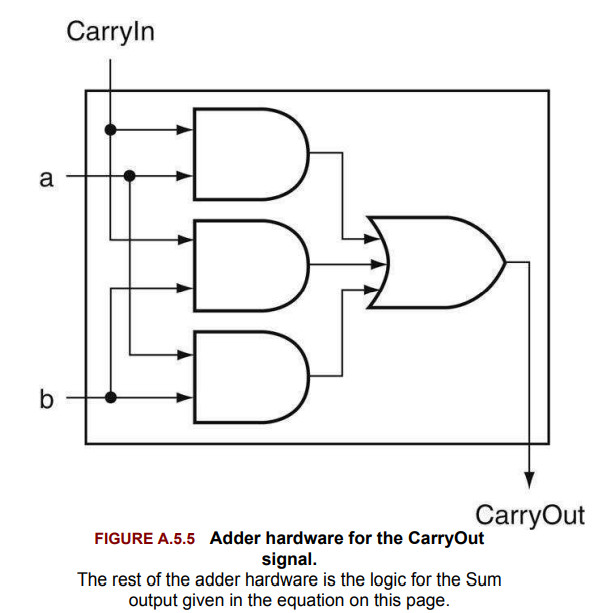 CarryIn
a
b
CarryOut
FIGURE A.5.5 Adder hardware for the CarryOut
signal.
The rest of the adder hardware is the logic for the Sum
output given in the equation on this page.